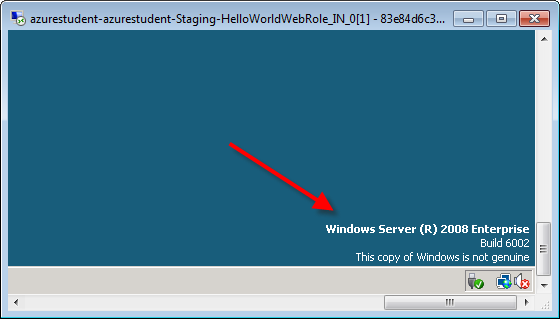 azurestudent-azurestudent-Staging-HelloWorldWebRole_IN_0[1] - 83e84d6c3...
Windows Server (R) 2008 Enterprise
Build 6002
This copy of Windows is not genuine